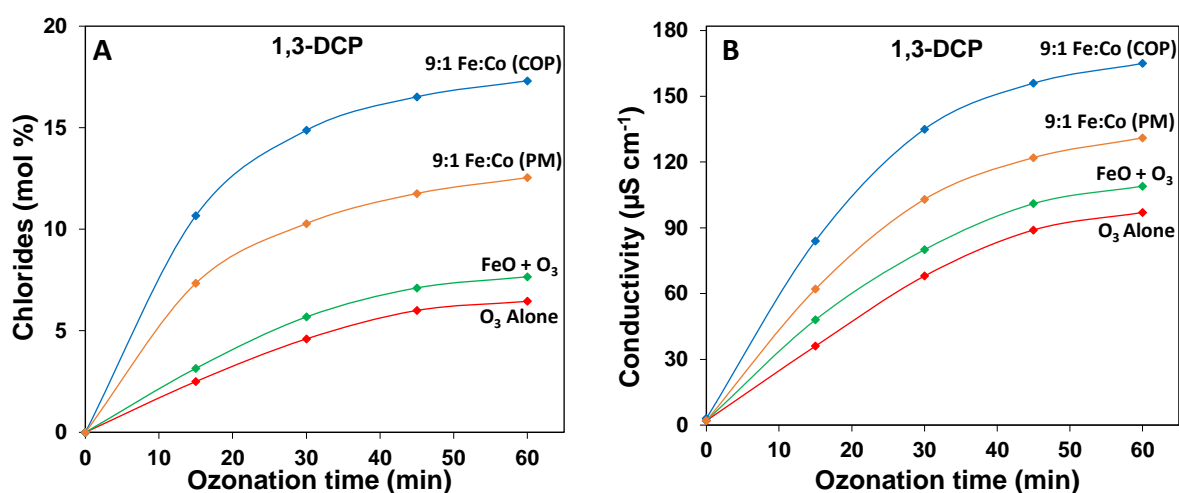 A
1,3-DCP
Chlorides (mol %)
20
15
10
5
0
9:1 Fe:Co (COP)
9:1 Fe:Co (PM)
FeO + O₃
O₃ Alone
0 10 20 30 40 50 60
Ozonation time (min)
B
1,3-DCP
Conductivity (µS cm⁻¹)
180
150
120
90
60
30
0
9:1 Fe:Co (COP)
9:1 Fe:Co (PM)
FeO + O₃
O₃ Alone
0 10 20 30 40 50 60
Ozonation time (min)